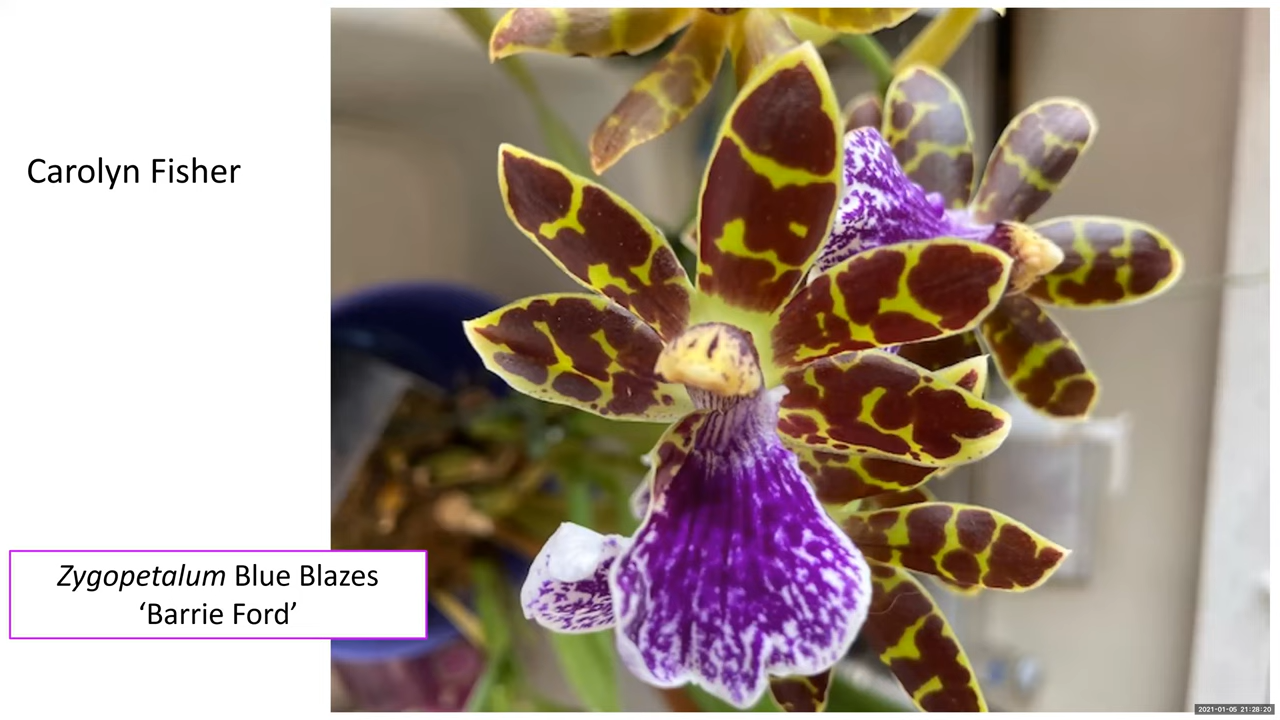 Carolyn Fisher
Zygopetalum Blue Blazes
‘Barrie Ford’
2021-01-05 21:28:20